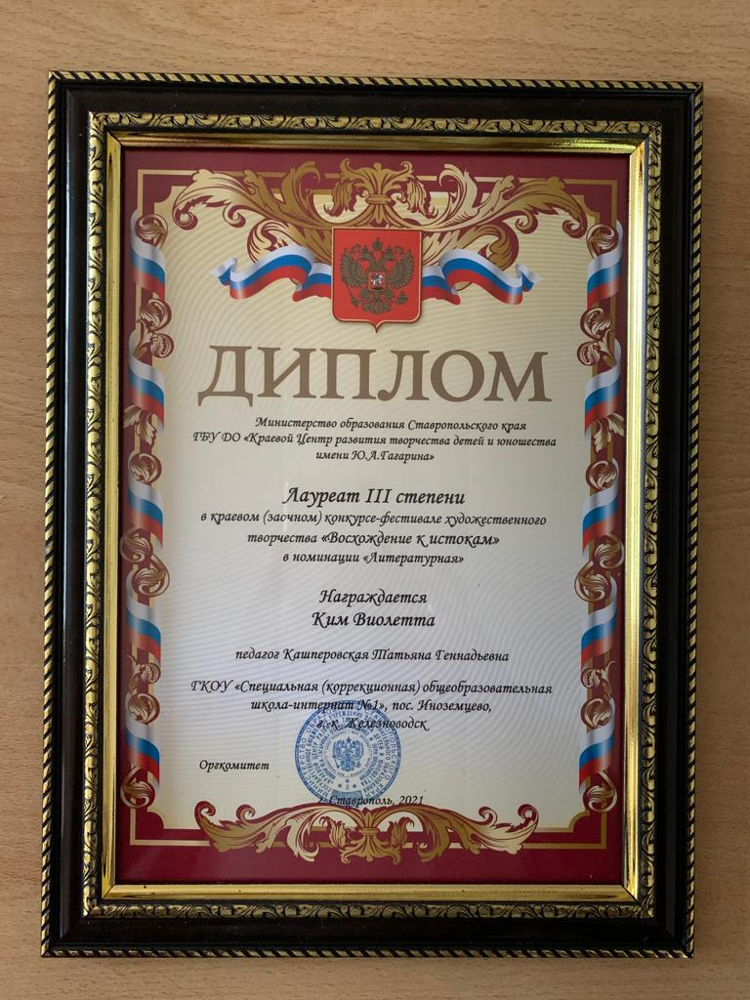 ДИПЛОМ
Министерство образования Ставропольского края
ГБУ ДО «Краевой Центр развития творчества детей и юношества
имени Ю.А.Гагарина»
Лауреат III степени
в краевом (заочном) конкурсе-фестивале художественного
творчества «Восхождение к истокам»
в номинации «Литературная»
Награждается
Ким Виолетта
педагог Кашперовская Татьяна Геннадьевна
ГКОУ «Специальная (коррекционная) общеобразовательная
школа-интернат №1», пос. Иноземцево,
г. к. Железноводск
Оргкомитет
г. Ставрополь, 2021